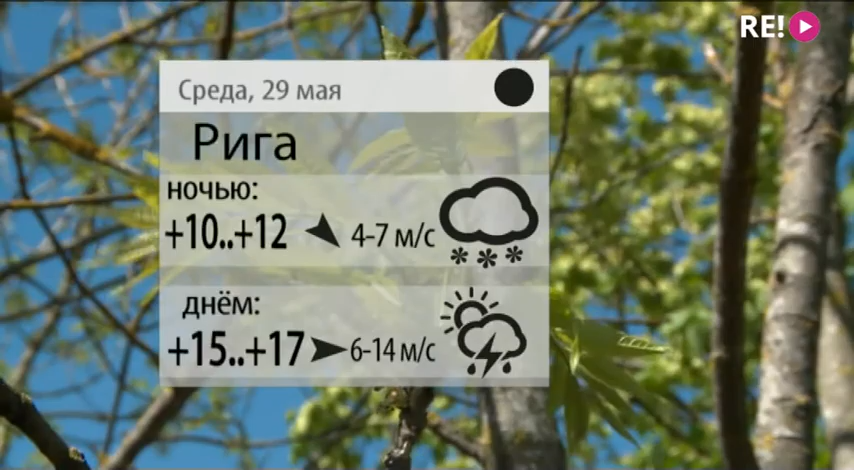 RE!
Среда, 29 мая
Рига
ночью:
+10..+12 4-7 м/с
днём:
+15..+17 6-14 м/с